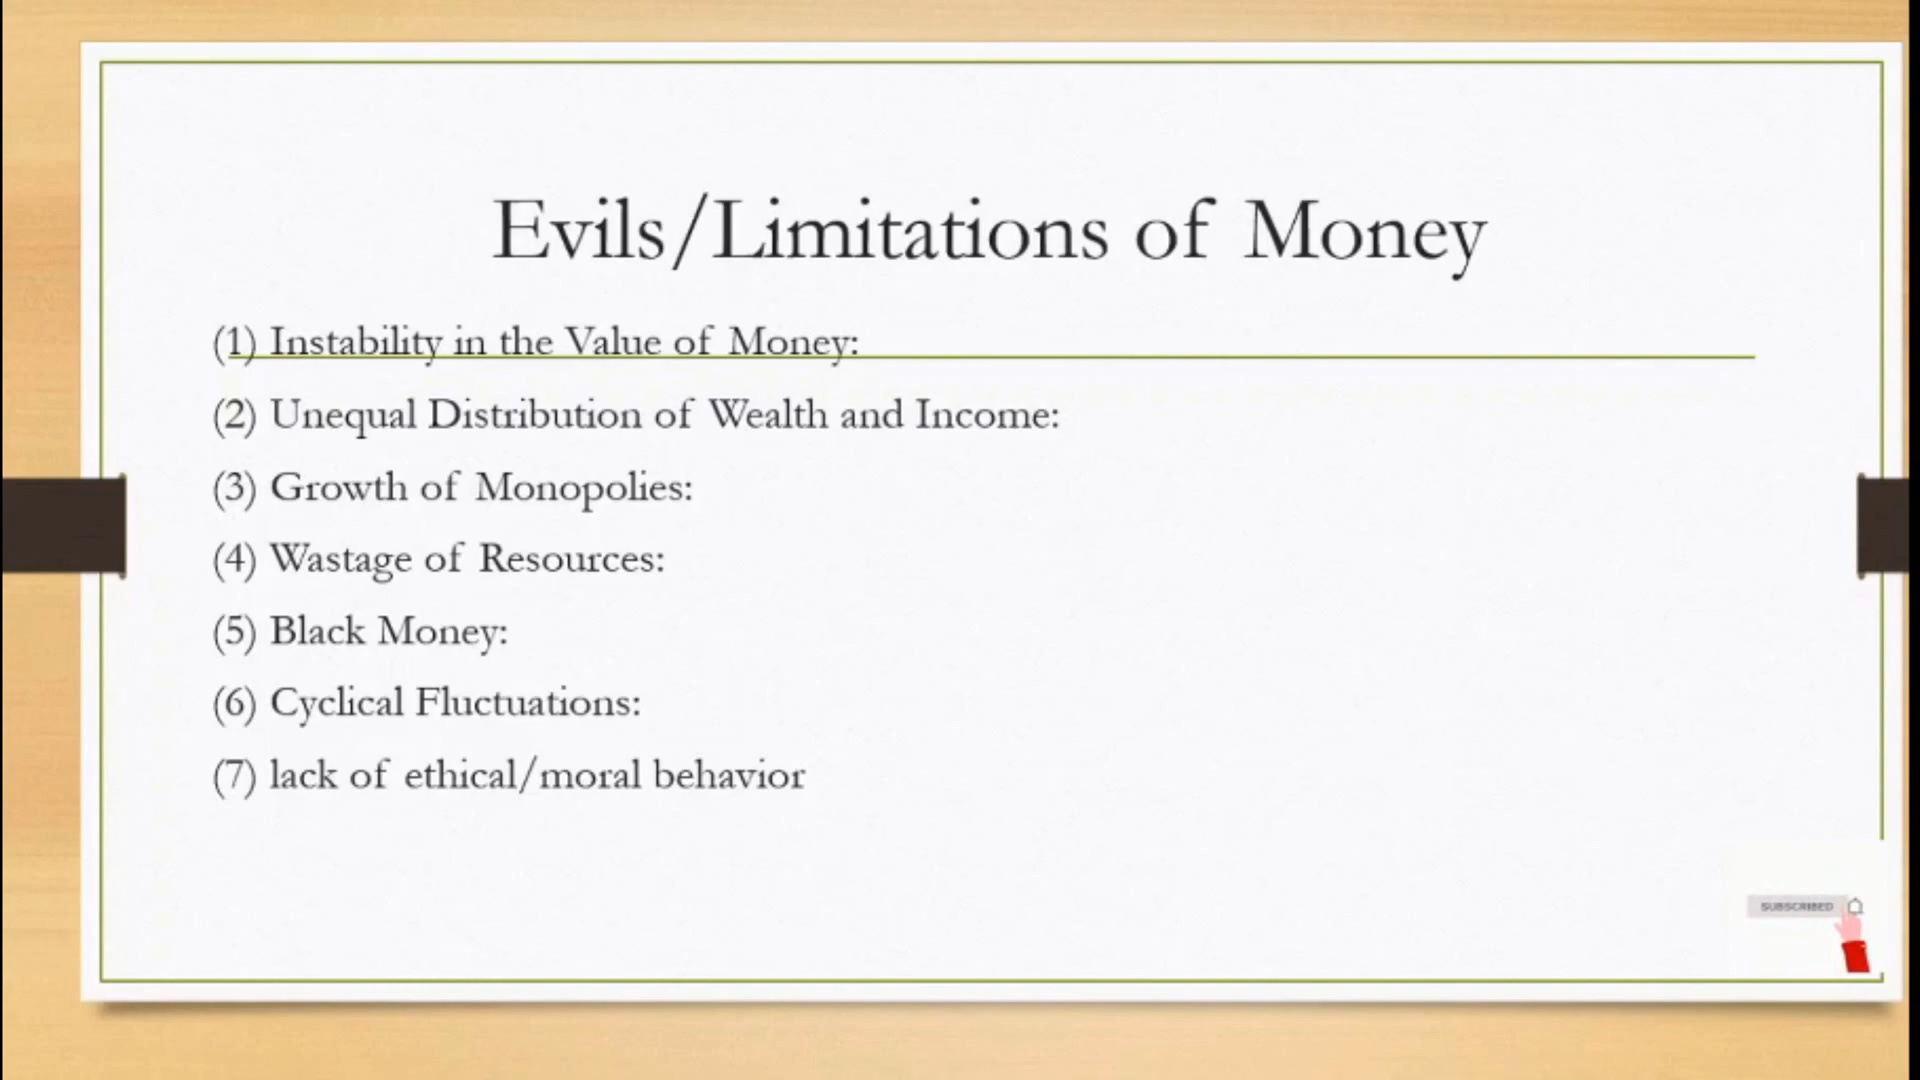 Evils/Limitations of Money
(1) Instability in the Value of Money:
(2) Unequal Distribution of Wealth and Income:
(3) Growth of Monopolies:
(4) Wastage of Resources:
(5) Black Money:
(6) Cyclical Fluctuations:
(7) lack of ethical/moral behavior
SUBSCRIBED